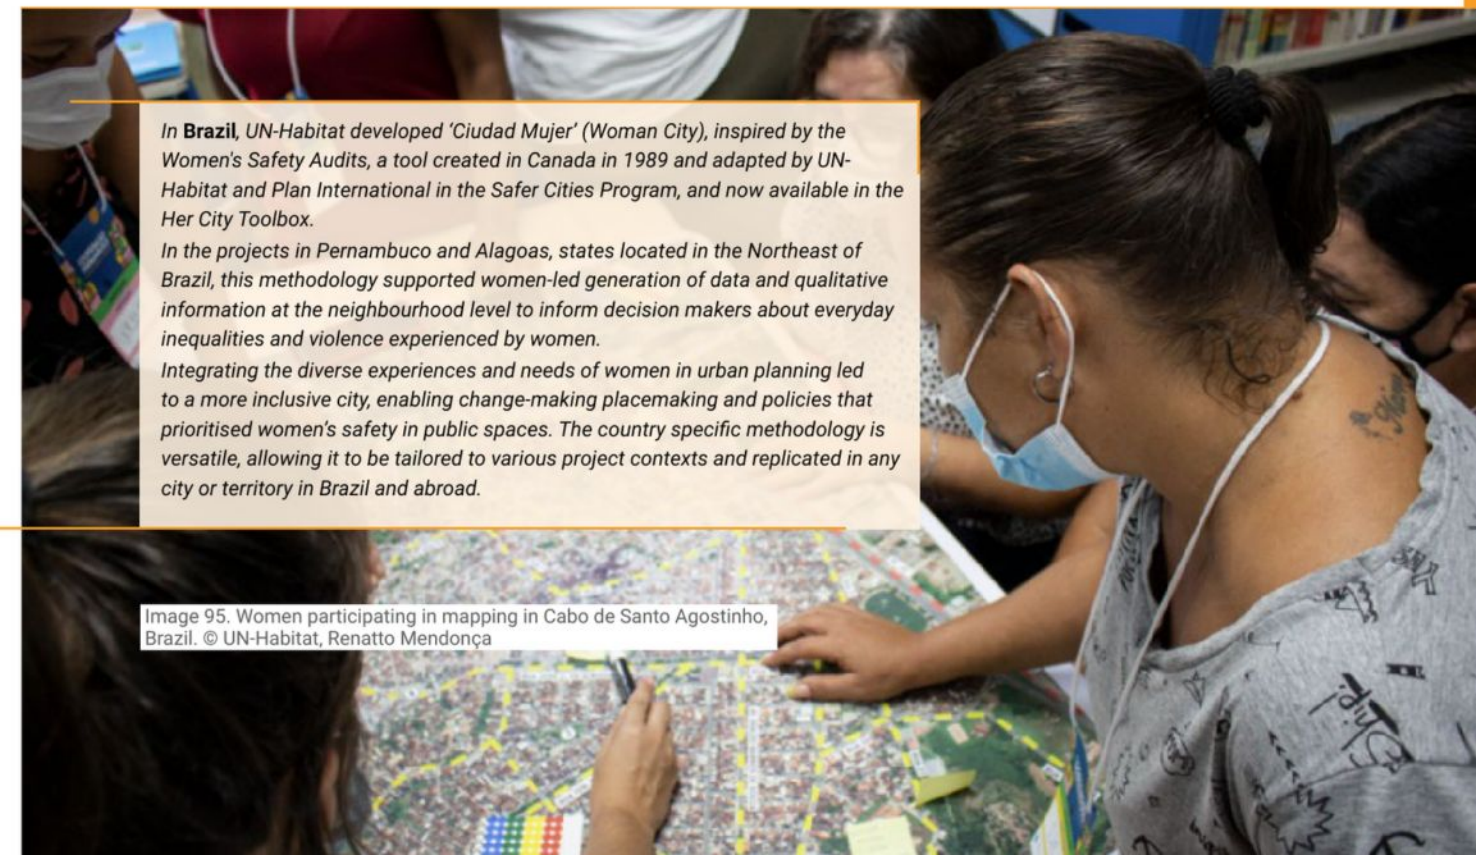 In Brazil, UN-Habitat developed ‘Ciudad Mujer’ (Woman City), inspired by the
Women's Safety Audits, a tool created in Canada in 1989 and adapted by UN-
Habitat and Plan International in the Safer Cities Program, and now available in the
Her City Toolbox.
In the projects in Pernambuco and Alagoas, states located in the Northeast of
Brazil, this methodology supported women-led generation of data and qualitative
information at the neighbourhood level to inform decision makers about everyday
inequalities and violence experienced by women.
Integrating the diverse experiences and needs of women in urban planning led
to a more inclusive city, enabling change-making placemaking and policies that
prioritised women’s safety in public spaces. The country specific methodology is
versatile, allowing it to be tailored to various project contexts and replicated in any
city or territory in Brazil and abroad.
Image 95. Women participating in mapping in Cabo de Santo Agostinho,
Brazil. © UN-Habitat, Renatto Mendonça